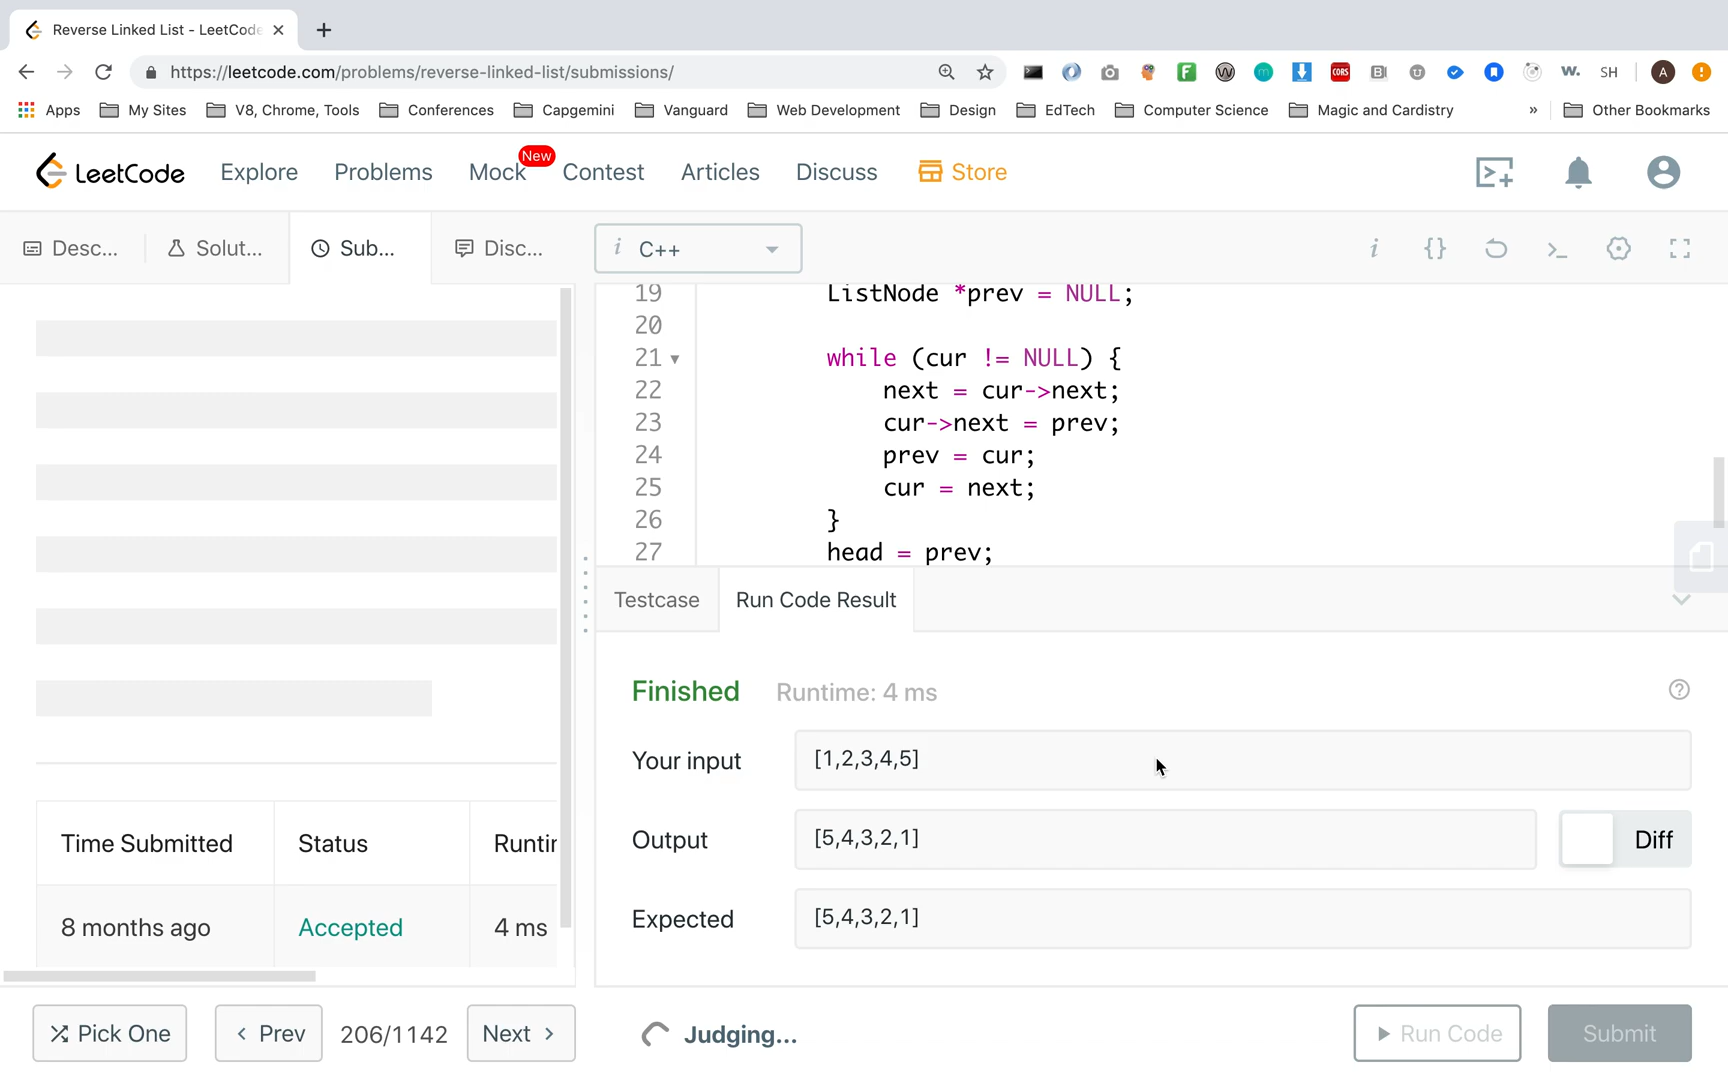 Reverse Linked List - LeetCode
https://leetcode.com/problems/reverse-linked-list/submissions/
CORS
W.
SH
A
Apps My Sites V8, Chrome, Tools Conferences Capgemini Vanguard Web Development Design EdTech Computer Science Magic and Cardistry » Other Bookmarks
LeetCode Explore Problems Mock New Contest Articles Discuss Store
Desc... Solut... Sub... Disc...
i C++
i {}
19 ListNode *prev = NULL;
20
21 while (cur != NULL) {
22 next = cur->next;
23 cur->next = prev;
24 prev = cur;
25 cur = next;
26 }
27 head = prev;
Testcase Run Code Result
Finished Runtime: 4 ms
Your input [1,2,3,4,5]
Output [5,4,3,2,1] Diff
Expected [5,4,3,2,1]
Time Submitted Status Runtin
8 months ago Accepted 4 ms
Pick One Prev 206/1142 Next Judging... Run Code Submit